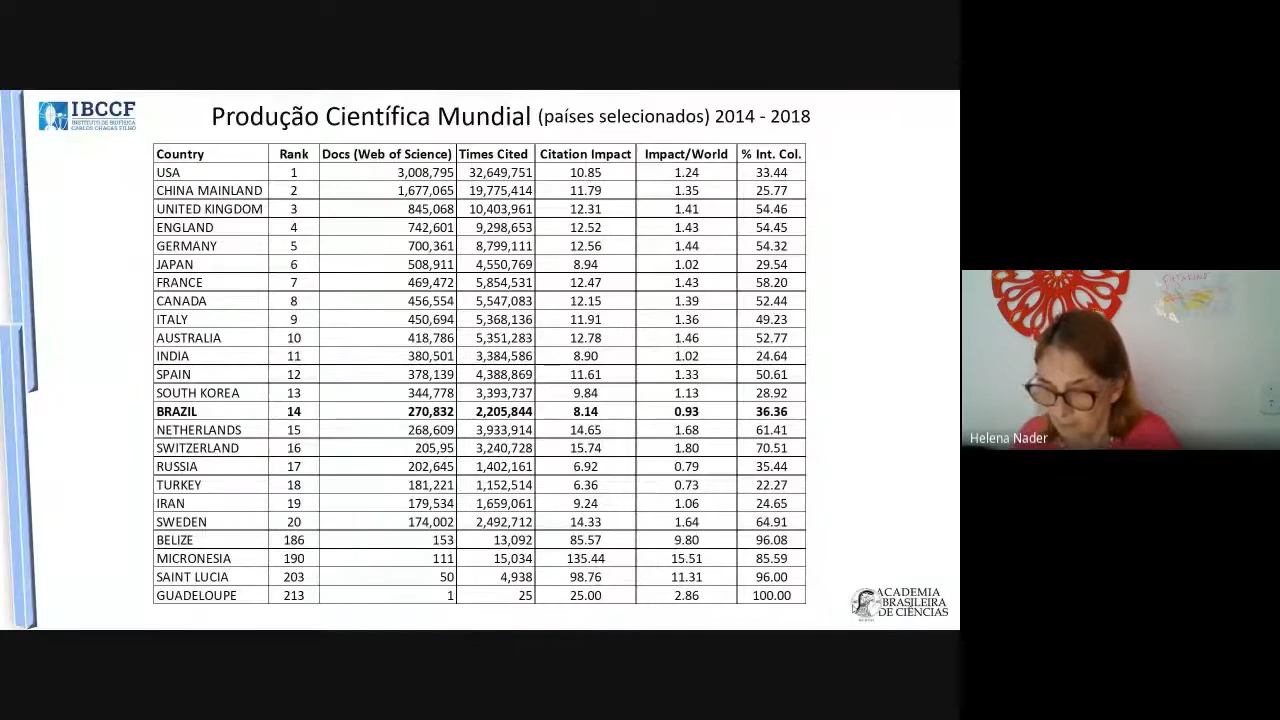 IBCCF
INSTITUTO DE BIOFÍSICA
CARLOS CHAGAS FILHO
Produção Científica Mundial (países selecionados) 2014 - 2018
Country Rank Docs (Web of Science) Times Cited Citation Impact Impact/World % Int. Col.
USA 1 3,008,795 32,649,751 10.85 1.24 33.44
CHINA MAINLAND 2 1,677,065 19,775,414 11.79 1.35 25.77
UNITED KINGDOM 3 845,068 10,403,961 12.31 1.41 54.46
ENGLAND 4 742,601 9,298,653 12.52 1.43 54.45
GERMANY 5 700,361 8,799,111 12.56 1.44 54.32
JAPAN 6 508,911 4,550,769 8.94 1.02 29.54
FRANCE 7 469,472 5,854,531 12.47 1.43 58.20
CANADA 8 456,554 5,547,083 12.15 1.39 52.44
ITALY 9 450,694 5,368,136 11.91 1.36 49.23
AUSTRALIA 10 418,786 5,351,283 12.78 1.46 52.77
INDIA 11 380,501 3,384,586 8.90 1.02 24.64
SPAIN 12 378,139 4,388,869 11.61 1.33 50.61
SOUTH KOREA 13 344,778 3,393,737 9.84 1.13 28.92
BRAZIL 14 270,832 2,205,844 8.14 0.93 36.36
NETHERLANDS 15 268,609 3,933,914 14.65 1.68 61.41
SWITZERLAND 16 205,95 3,240,728 15.74 1.80 70.51
RUSSIA 17 202,645 1,402,161 6.92 0.79 35.44
TURKEY 18 181,221 1,152,514 6.36 0.73 22.27
IRAN 19 179,534 1,659,061 9.24 1.06 24.65
SWEDEN 20 174,002 2,492,712 14.33 1.64 64.91
BELIZE 186 153 13,092 85.57 9.80 96.08
MICRONESIA 190 111 15,034 135.44 15.51 85.59
SAINT LUCIA 203 50 4,938 98.76 11.31 96.00
GUADELOUPE 213 1 25 25.00 2.86 100.00
ACADEMIA
BRASILEIRA
DE CIÊNCIAS
Helena Nader